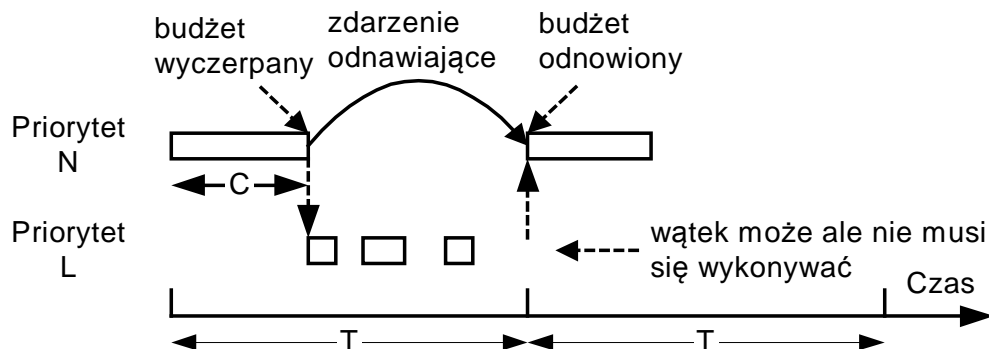 budżet
wyczerpany
zdarzenie
odnawiające
budżet
odnowiony
Priorytet
N
C
Priorytet
L
wątek może ale nie musi
się wykonywać
Czas
T
T